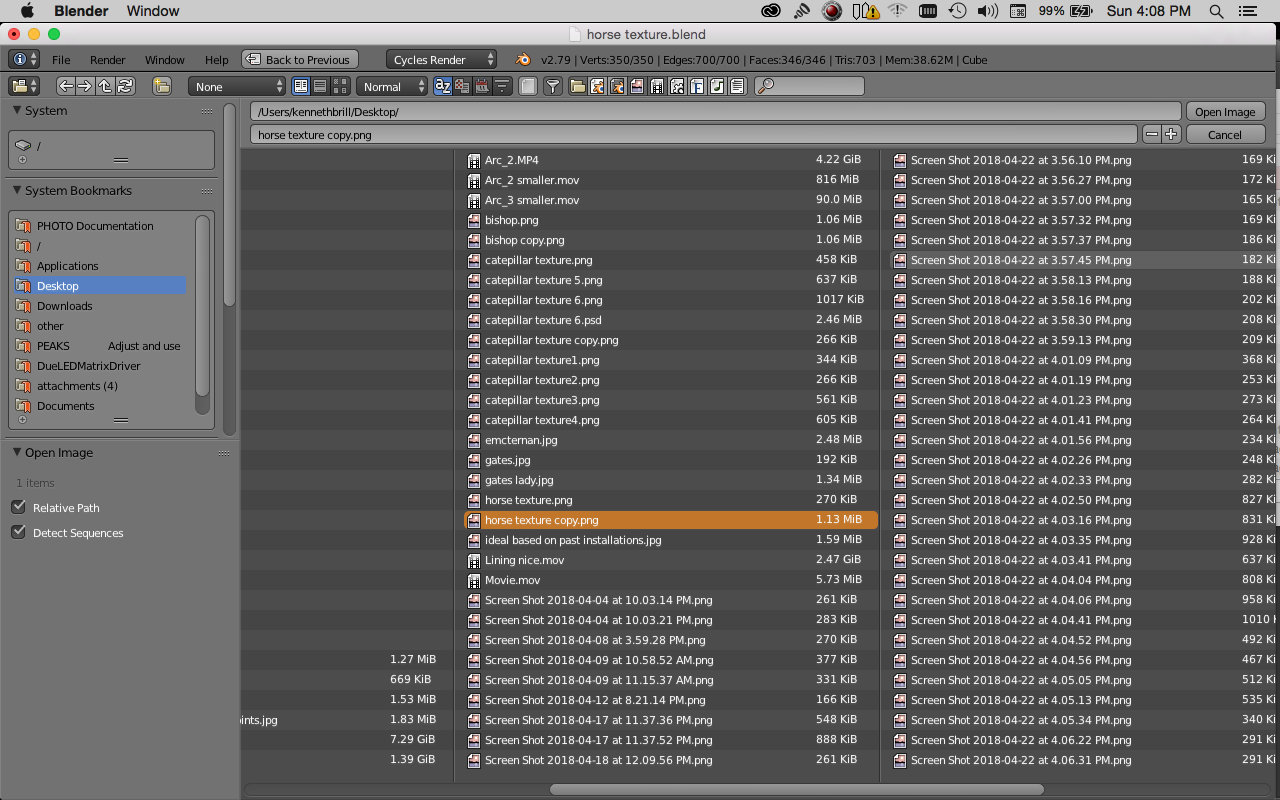 Blender Window 99% Sun 4:08 PM
horse texture.blend
File Render Window Help Back to Previous Cycles Render v2.79 | Verts:350/350 | Edges:700/700 | Faces:346/346 | Tris:703 | Mem:38.62M | Cube
None Normal
System
/
System Bookmarks
PHOTO Documentation
/
Applications
Desktop
Downloads
other
PEAKS Adjust and use
DueLEDMatrixDriver
attachments (4)
Documents
Open Image
1 items
Relative Path
Detect Sequences
/Users/kennethbrill/Desktop/ Open Image
horse texture copy.png Cancel
1.27 MiB
669 KiB
1.53 MiB
ints.jpg 1.83 MiB
7.29 GiB
1.39 GiB
Arc_2.MP4 4.22 GiB
Arc_2 smaller.mov 816 MiB
Arc_3 smaller.mov 90.0 MiB
bishop.png 1.06 MiB
bishop copy.png 1.06 MiB
catepillar texture.png 458 KiB
catepillar texture 5.png 637 KiB
catepillar texture 6.png 1017 KiB
catepillar texture 6.psd 2.46 MiB
catepillar texture copy.png 266 KiB
catepillar texture1.png 344 KiB
catepillar texture2.png 266 KiB
catepillar texture3.png 561 KiB
catepillar texture4.png 605 KiB
emcternan.jpg 2.48 MiB
gates.jpg 192 KiB
gates lady.jpg 1.34 MiB
horse texture.png 270 KiB
horse texture copy.png 1.13 MiB
ideal based on past installations.jpg 1.59 MiB
Lining nice.mov 2.47 GiB
Movie.mov 5.73 MiB
Screen Shot 2018-04-04 at 10.03.14 PM.png 261 KiB
Screen Shot 2018-04-04 at 10.03.21 PM.png 283 KiB
Screen Shot 2018-04-08 at 3.59.28 PM.png 270 KiB
Screen Shot 2018-04-09 at 10.58.52 AM.png 377 KiB
Screen Shot 2018-04-09 at 11.15.37 AM.png 331 KiB
Screen Shot 2018-04-12 at 8.21.14 PM.png 166 KiB
Screen Shot 2018-04-17 at 11.37.36 PM.png 548 KiB
Screen Shot 2018-04-17 at 11.37.52 PM.png 888 KiB
Screen Shot 2018-04-18 at 12.09.56 PM.png 261 KiB
Screen Shot 2018-04-22 at 3.56.10 PM.png 169 Ki
Screen Shot 2018-04-22 at 3.56.27 PM.png 172 Ki
Screen Shot 2018-04-22 at 3.57.00 PM.png 165 Ki
Screen Shot 2018-04-22 at 3.57.32 PM.png 169 Ki
Screen Shot 2018-04-22 at 3.57.37 PM.png 186 Ki
Screen Shot 2018-04-22 at 3.57.45 PM.png 182 Ki
Screen Shot 2018-04-22 at 3.58.13 PM.png 188 Ki
Screen Shot 2018-04-22 at 3.58.16 PM.png 202 Ki
Screen Shot 2018-04-22 at 3.58.30 PM.png 208 Ki
Screen Shot 2018-04-22 at 3.59.13 PM.png 209 Ki
Screen Shot 2018-04-22 at 4.01.09 PM.png 368 Ki
Screen Shot 2018-04-22 at 4.01.19 PM.png 253 Ki
Screen Shot 2018-04-22 at 4.01.23 PM.png 273 Ki
Screen Shot 2018-04-22 at 4.01.41 PM.png 264 Ki
Screen Shot 2018-04-22 at 4.01.56 PM.png 234 Ki
Screen Shot 2018-04-22 at 4.02.26 PM.png 248 Ki
Screen Shot 2018-04-22 at 4.02.33 PM.png 282 Ki
Screen Shot 2018-04-22 at 4.02.50 PM.png 827 Ki
Screen Shot 2018-04-22 at 4.03.16 PM.png 831 Ki
Screen Shot 2018-04-22 at 4.03.35 PM.png 928 Ki
Screen Shot 2018-04-22 at 4.03.41 PM.png 637 Ki
Screen Shot 2018-04-22 at 4.04.04 PM.png 808 Ki
Screen Shot 2018-04-22 at 4.04.06 PM.png 958 Ki
Screen Shot 2018-04-22 at 4.04.41 PM.png 1010
Screen Shot 2018-04-22 at 4.04.52 PM.png 492 Ki
Screen Shot 2018-04-22 at 4.04.56 PM.png 467 Ki
Screen Shot 2018-04-22 at 4.05.05 PM.png 512 Ki
Screen Shot 2018-04-22 at 4.05.13 PM.png 535 Ki
Screen Shot 2018-04-22 at 4.05.34 PM.png 340 Ki
Screen Shot 2018-04-22 at 4.06.22 PM.png 291 Ki
Screen Shot 2018-04-22 at 4.06.31 PM.png 291 Ki